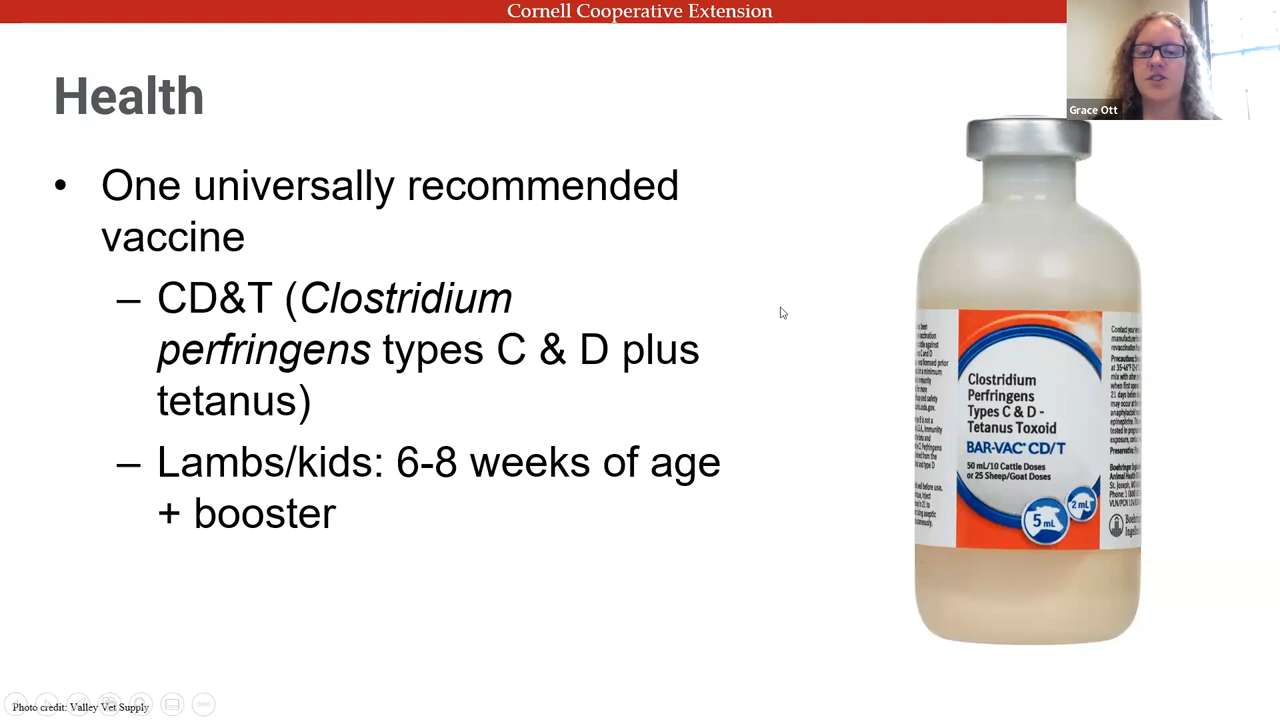 Cornell Cooperative Extension
Grace Ott
Health
• One universally recommended
vaccine
– CD&T (Clostridium
perfringens types C & D plus
tetanus)
– Lambs/kids: 6-8 weeks of age
+ booster
Clostridium
Perfringens
Types C & D -
Tetanus Toxoid
BAR-VAC® CD/T
50 mL/10 Cattle Doses
or 25 Sheep/Goat Doses
5 mL
2 mL
Photo credit: Valley Vet Supply